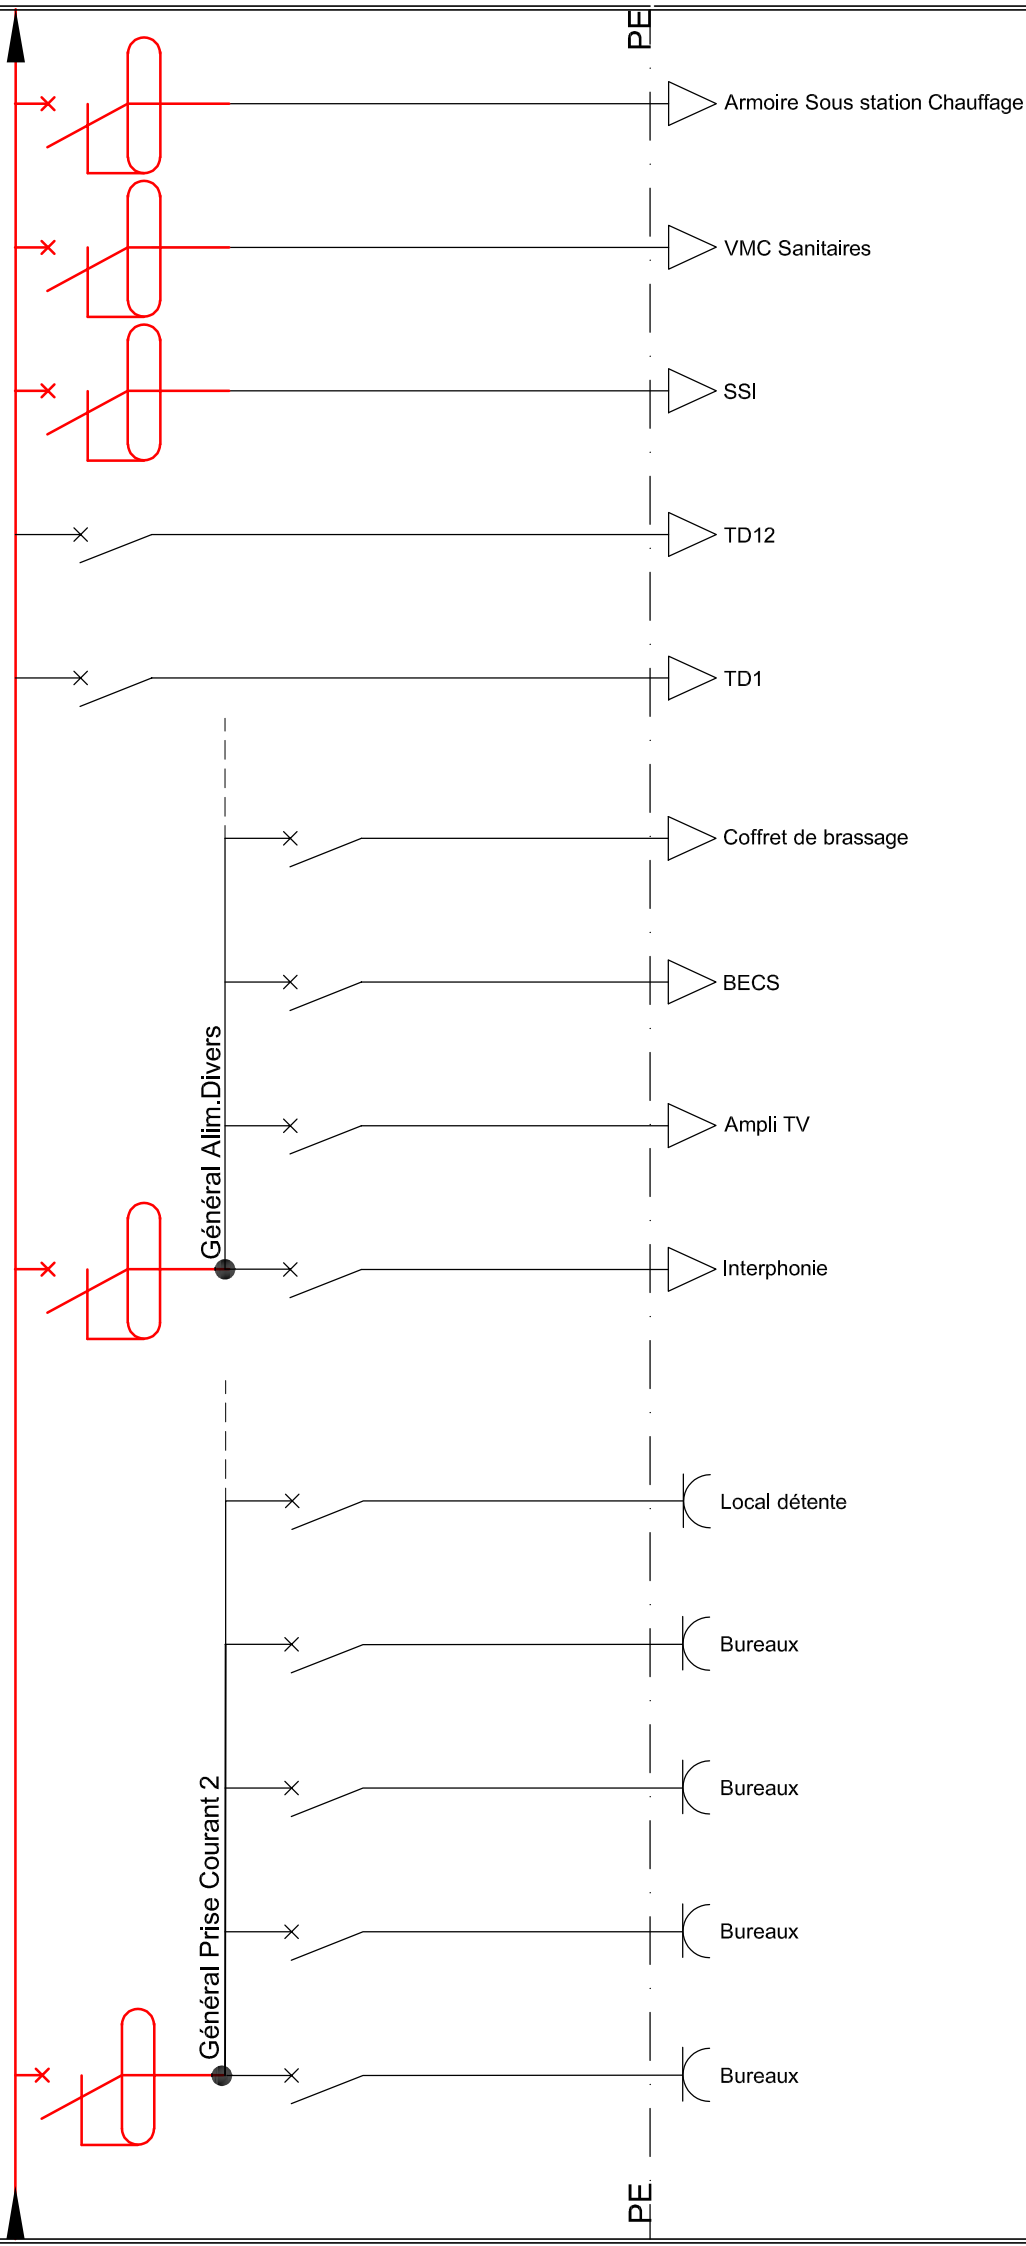 PE
Armoire Sous station Chauffage
VMC Sanitaires
SSI
TD12
TD1
Coffret de brassage
BECS
Ampli TV
Interphonie
Général Alim.Divers
Local détente
Bureaux
Bureaux
Bureaux
Bureaux
Général Prise Courant 2
PE